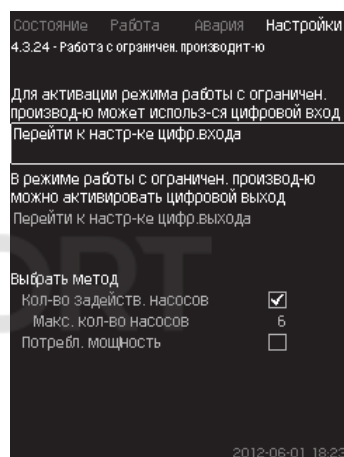 Состояние Работа Авария Настройки
4.3.24 - Работа с ограничен. производит-ю
Для активации режима работы с ограничен.
производ-ю может использ-ся цифровой вход
Перейти к настр-ке цифр.входа
В режиме работы с ограничен. производ-ю
можно активировать цифровой выход
Перейти к настр-ке цифр.выхода
Выбрать метод
Кол-во задейств. насосов
Макс. кол-во насосов 6
Потребл. мощность
2012-06-01 18:23